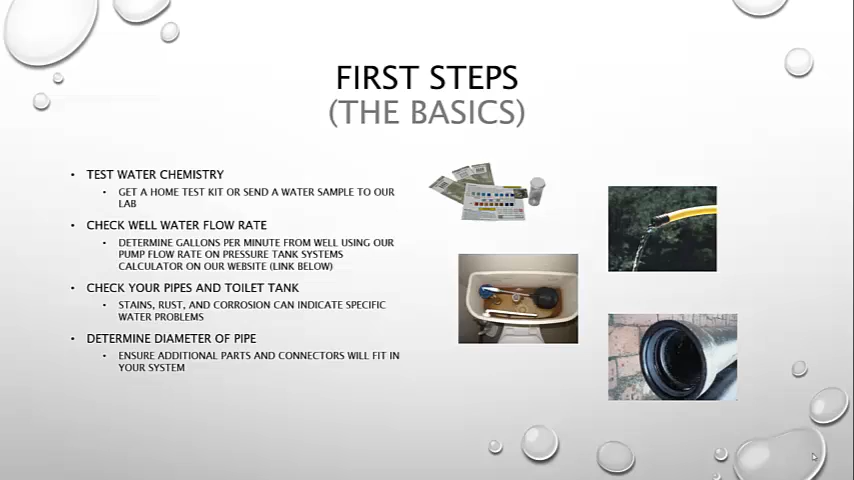 FIRST STEPS
(THE BASICS)
• TEST WATER CHEMISTRY
• GET A HOME TEST KIT OR SEND A WATER SAMPLE TO OUR
LAB
• CHECK WELL WATER FLOW RATE
• DETERMINE GALLONS PER MINUTE FROM WELL USING OUR
PUMP FLOW RATE ON PRESSURE TANK SYSTEMS
CALCULATOR ON OUR WEBSITE (LINK BELOW)
• CHECK YOUR PIPES AND TOILET TANK
• STAINS, RUST, AND CORROSION CAN INDICATE SPECIFIC
WATER PROBLEMS
• DETERMINE DIAMETER OF PIPE
• ENSURE ADDITIONAL PARTS AND CONNECTORS WILL FIT IN
YOUR SYSTEM